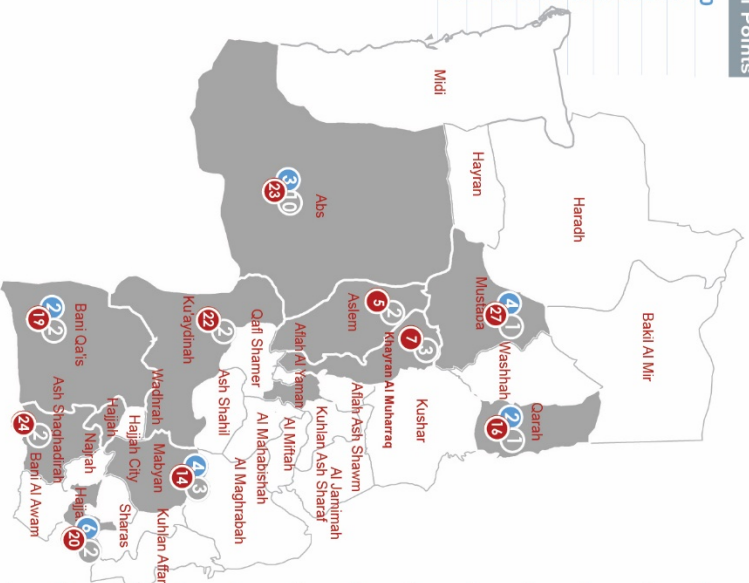 Points
Bakil Al Mir
Haradh
Midi
Hayran
Qarah
2 1
16
Washhah
Mustaba
4 1
27
Abs
3 10
23
Kushar
Khayran Al Muharraq
3
7
Aslem
2
5
Aflah Ash Shawm
Aflah Al Yaman
Al Jamimah
Kuhlan Ash Sharaf
Al Miftah
Al Mahabishah
Al Maghrabah
Qafl Shamer
Ash Shahil
Ku'aydinah
2
22
Wadhrah
Mabyan
4 3
14
Kuhlan Affar
Sharas
Hajjah City
Hajjah
Najrah
Hajja
6 2
20
Bani Qa'is
2 2
19
Ash Shaghadirah
2
24
Bani Al Awam